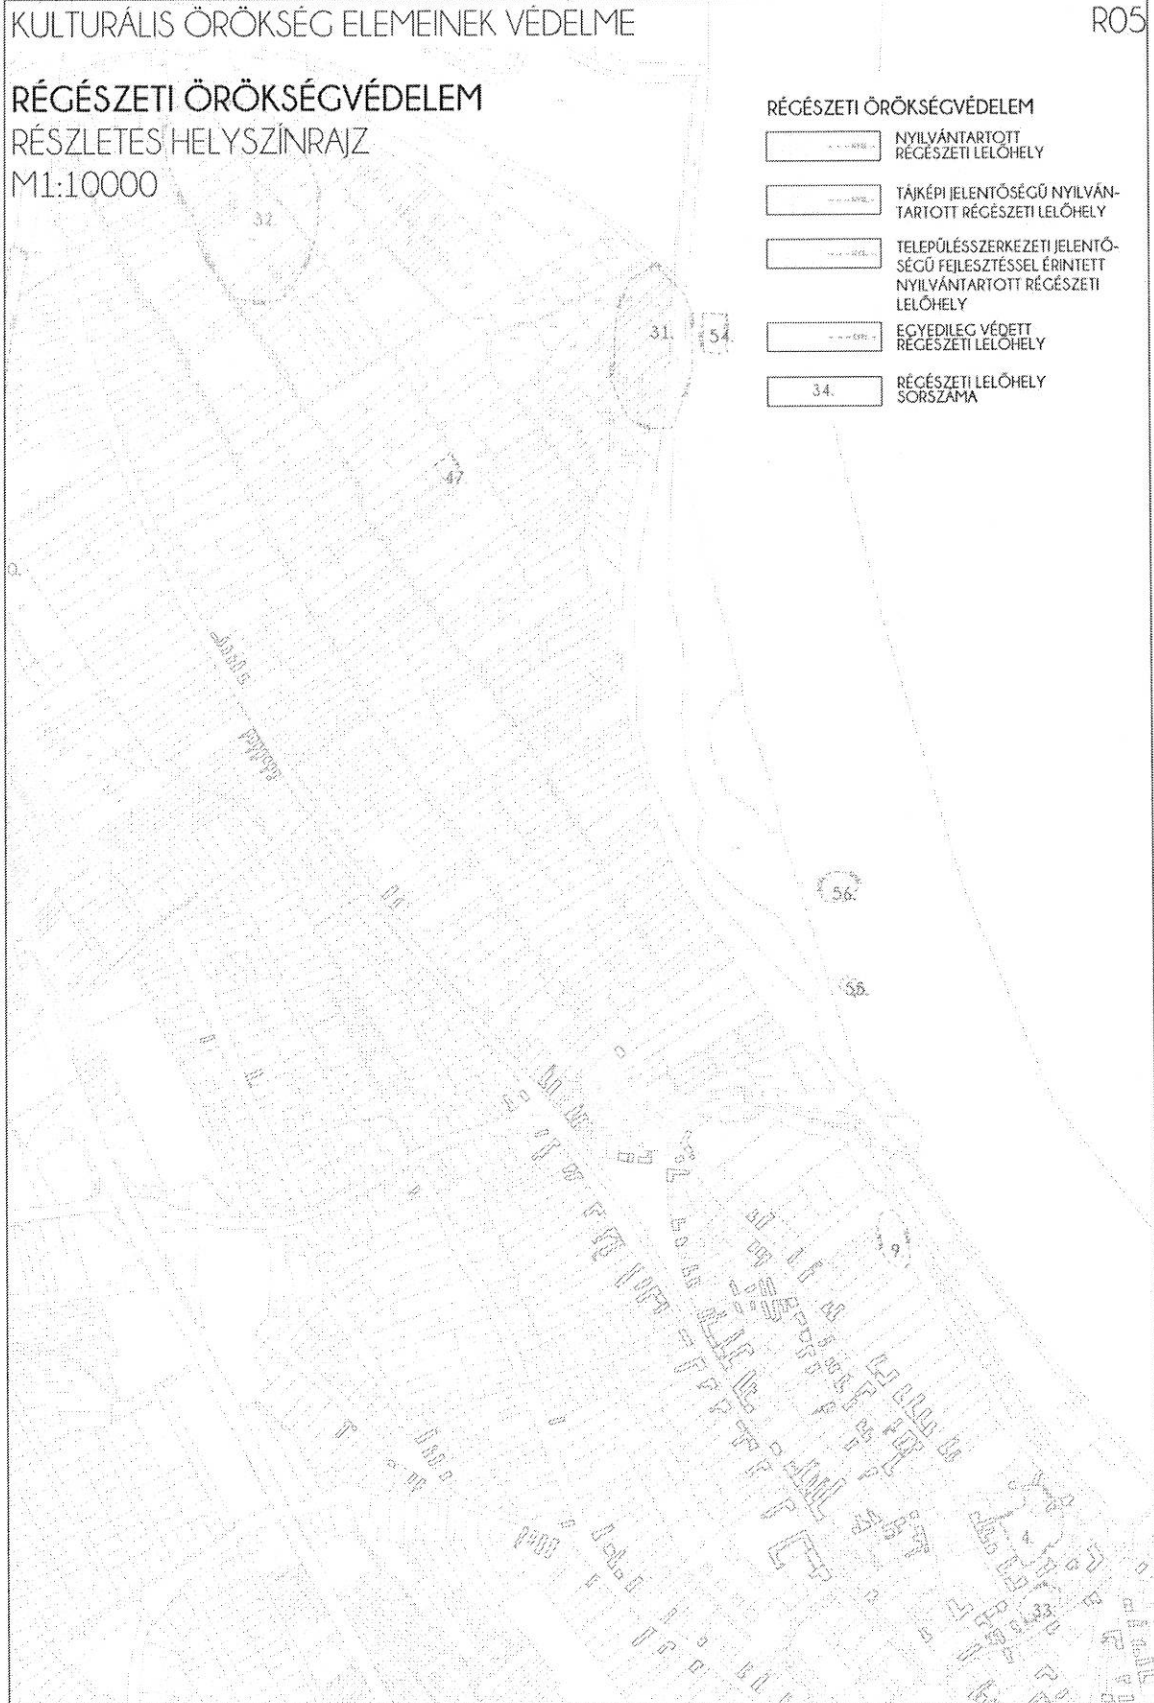 KULTURÁLIS ÖRÖKSÉG ELEMEINEK VÉDELME
R05
RÉGÉSZETI ÖRÖKSÉGVÉDELEM
RÉSZLETES HELYSZÍNRAJZ
M1:10000
RÉGÉSZETI ÖRÖKSÉGVÉDELEM
NYILVÁNTARTOTT
RÉGÉSZETI LELŐHELY
TÁJKÉPI JELENTŐSÉGŰ NYILVÁN-
TARTOTT RÉGÉSZETI LELŐHELY
TELEPÜLÉSSZERKEZETI JELENTŐ-
SÉGŰ FEJLESZTÉSSEL ÉRINTETT
NYILVÁNTARTOTT RÉGÉSZETI
LELŐHELY
EGYEDILEG VÉDETT
RÉGÉSZETI LELŐHELY
34.
RÉGÉSZETI LELŐHELY
SORSZÁMA
32.
31.
54.
47
56.
55.
9.
4.
33.